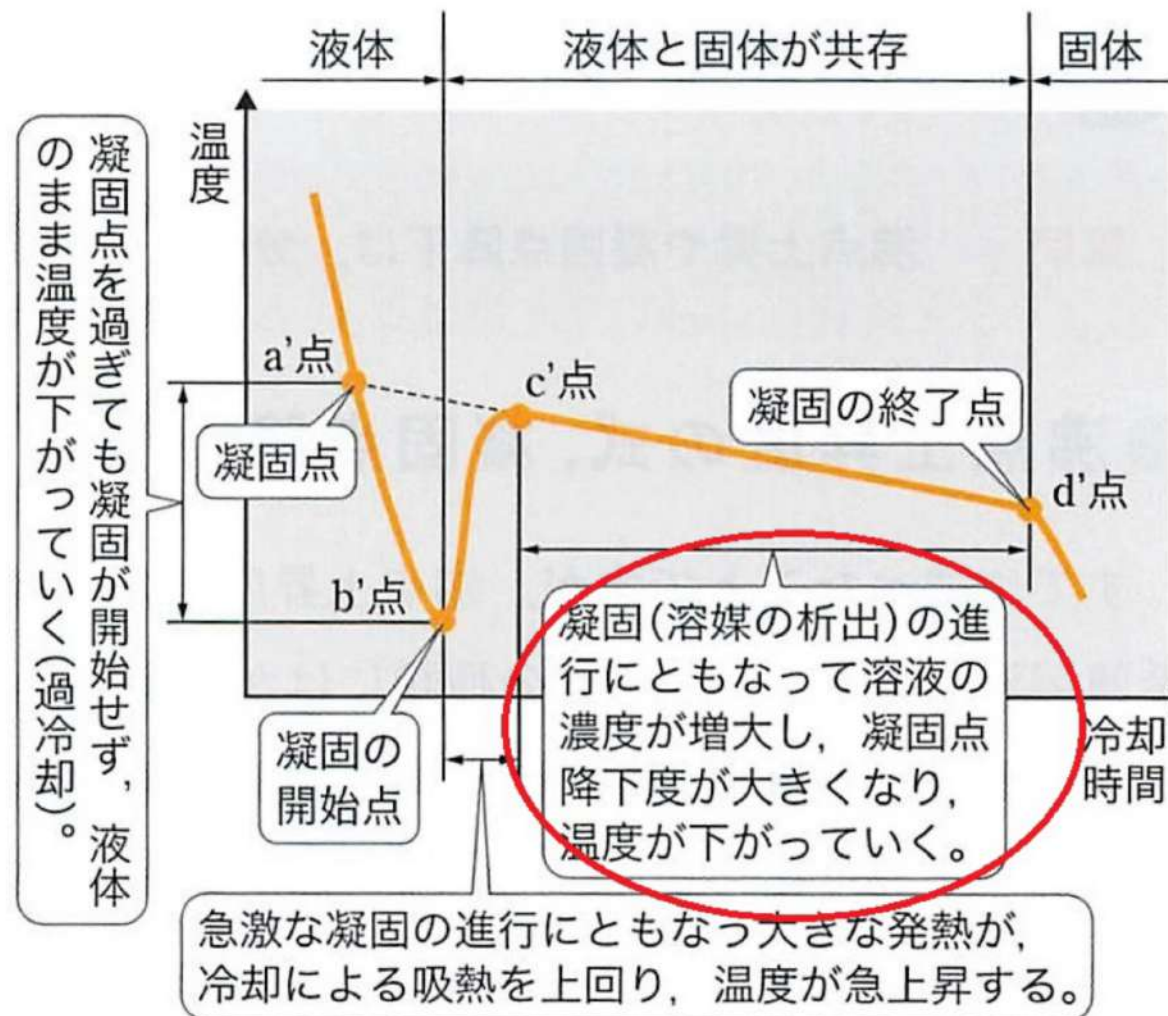 液体
液体と固体が共存
固体
温度
凝固点を過ぎても凝固が開始せず，液体
のまま温度が下がっていく(過冷却)。
a’点
凝固点
c’点
凝固の終了点
d’点
b’点
凝固の
開始点
凝固(溶媒の析出)の進
行にともなって溶液の
濃度が増大し，凝固点
降下度が大きくなり，
温度が下がっていく。
冷却
時間
急激な凝固の進行にともなっ大きな発熱が，
冷却による吸熱を上回り，温度が急上昇する。